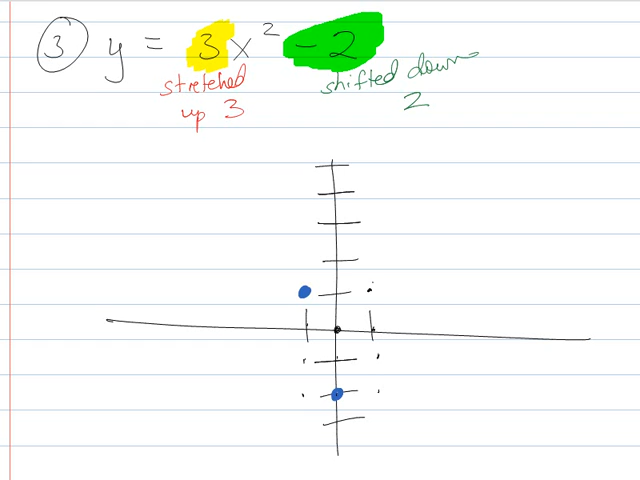 3 y = 3x² - 2
stretched shifted down
up 3 2